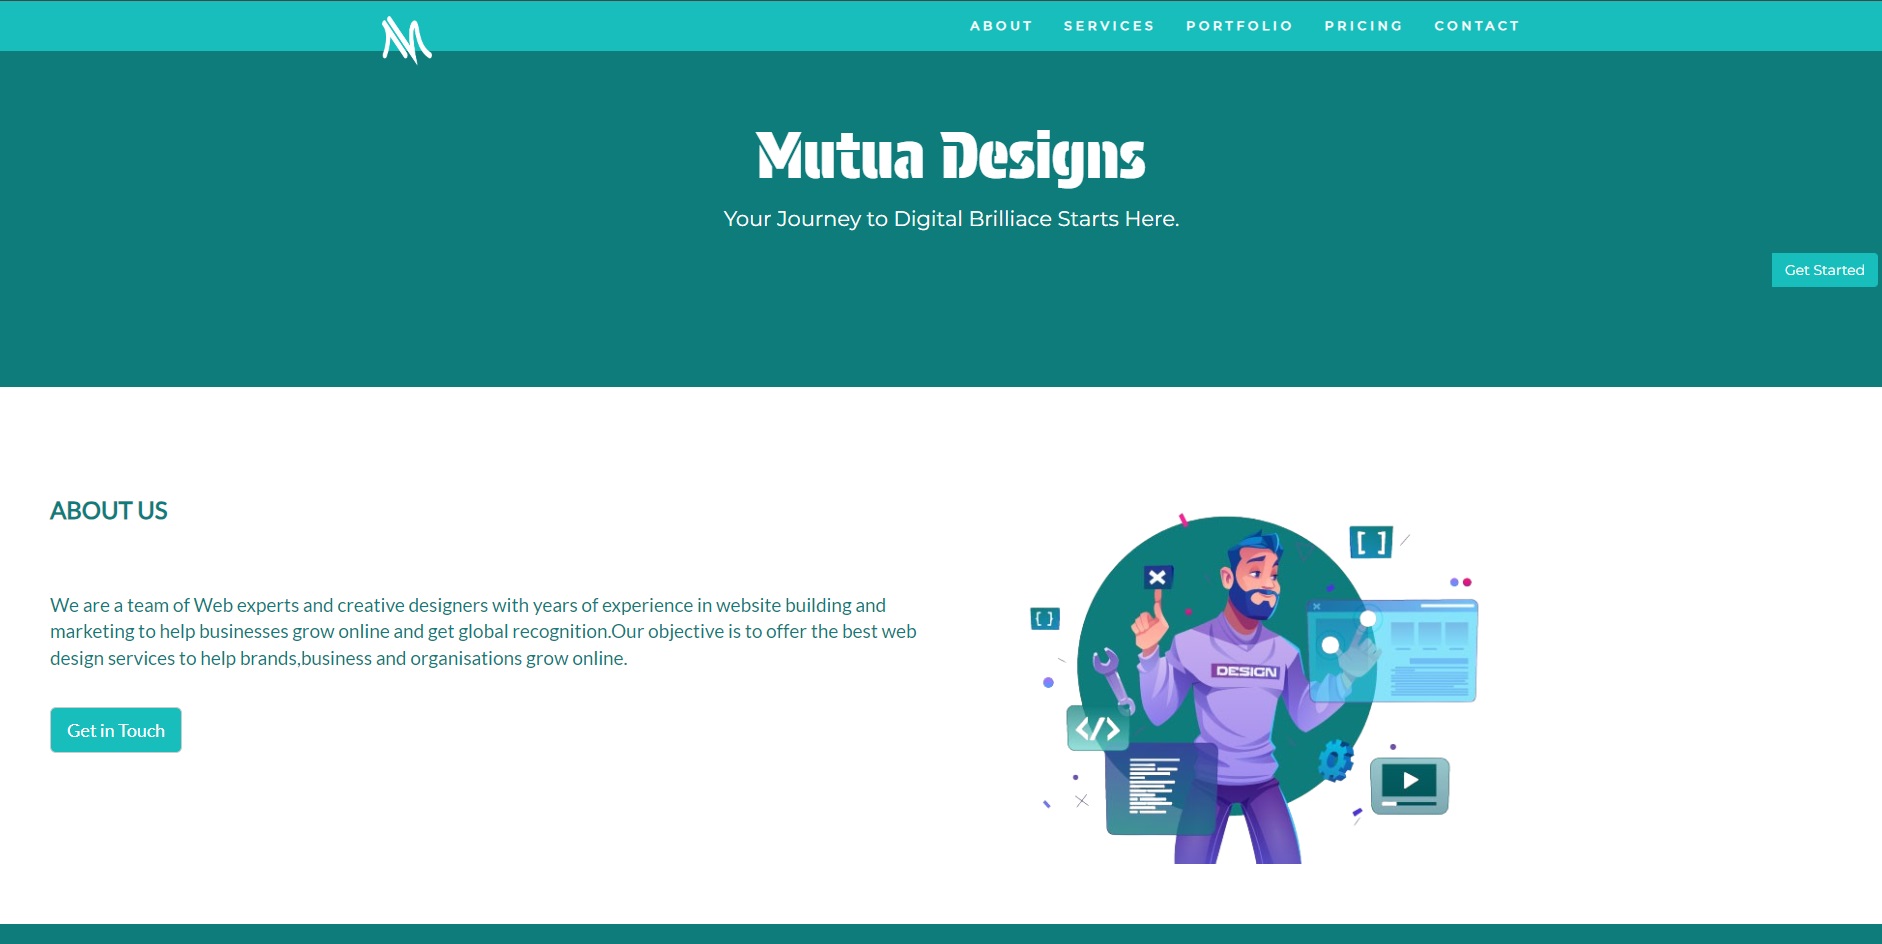 M
ABOUT SERVICES PORTFOLIO PRICING CONTACT
Mutua Designs
Your Journey to Digital Brilliace Starts Here.
Get Started
ABOUT US
We are a team of Web experts and creative designers with years of experience in website building and
marketing to help businesses grow online and get global recognition.Our objective is to offer the best web
design services to help brands,business and organisations grow online.
Get in Touch
[ ]
{ }
DESIGN
</>